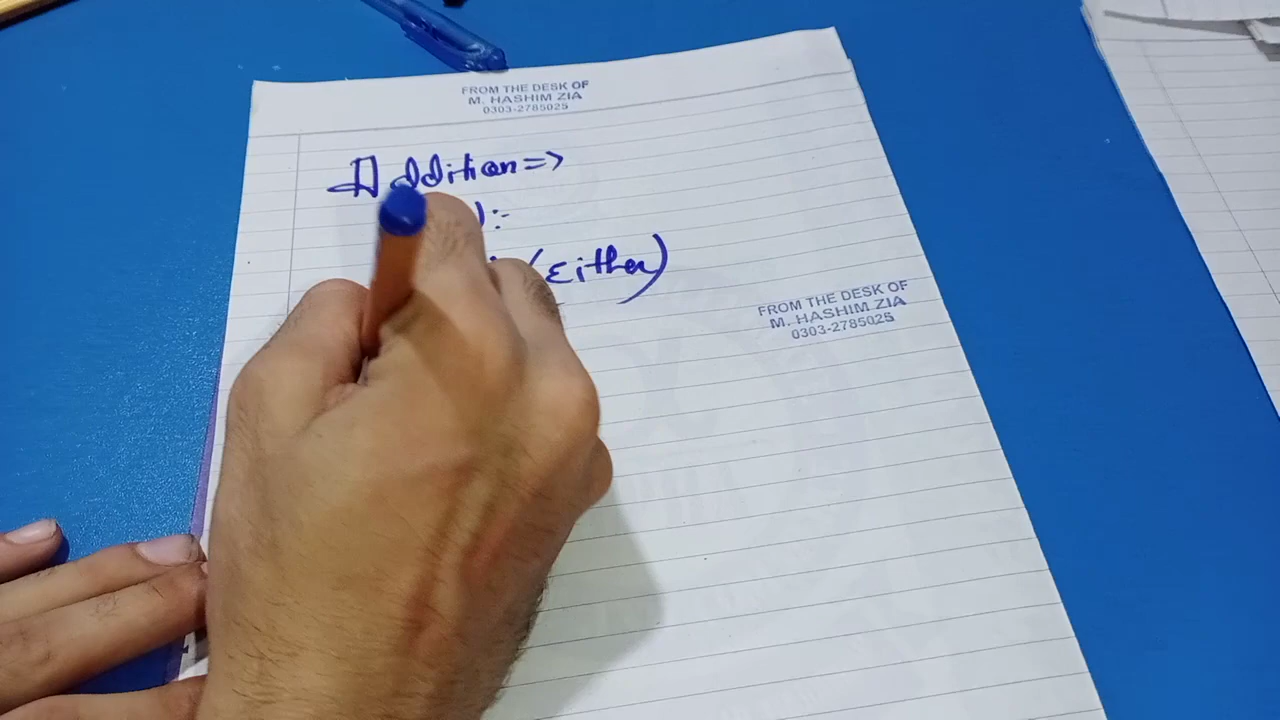 FROM THE DESK OF
M. HASHIM ZIA
0303-2785025
Addition=>
):-
(Either)
FROM THE DESK OF
M. HASHIM ZIA
0303-2785025